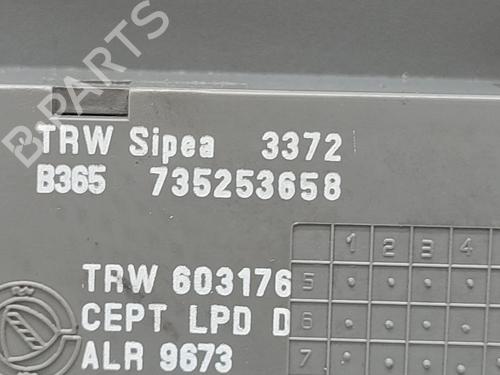 B-PARTS
TRW Sipea 3372
B365 735253658
TRW 603176
CEPT LPD D
ALR 9673
1 2 3 4
5
6
7